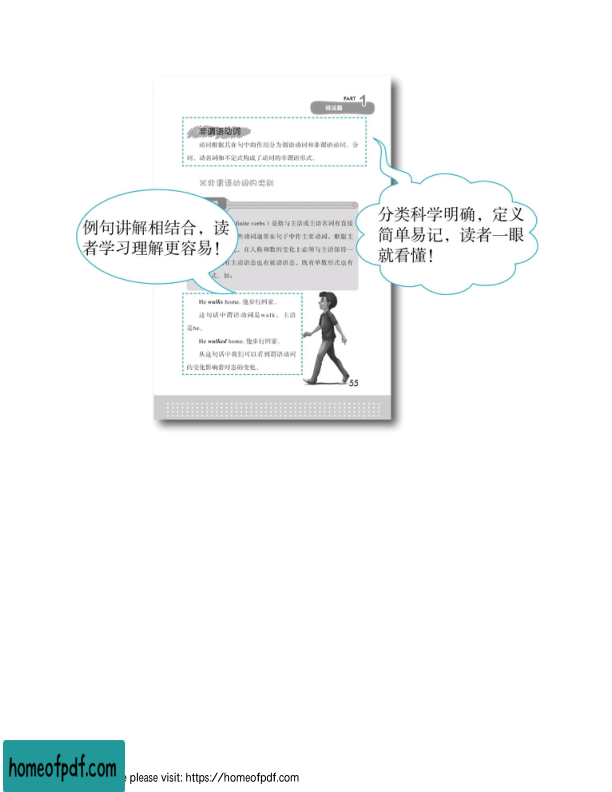 PART 1
词法篇
非谓语动词
动词根据其在句中的作用分为谓语动词和非谓语动词。分
词、动名词和不定式构成了动词的非谓语形式。
※非谓语动词的类别
例句讲解相结合，读
者学习理解更容易！
分类科学明确，定义
简单易记，读者一眼
就看懂！
finite verbs）是指与主语或主语名词有直接
些动词通常在句子中作主要动词。根据主
，在人称和数的变化上必须与主语保持一
有主动语态也有被动语态，既有单数形式也有
式。如：
He walks home. 他步行回家。
这句话中谓语动词是walk，主语
是he。
He walked home. 他步行回家。
从这句话中我们可以看到谓语动词
的变化影响着时态的变化。
55
homeofpdf.com
please visit: https://homeofpdf.com